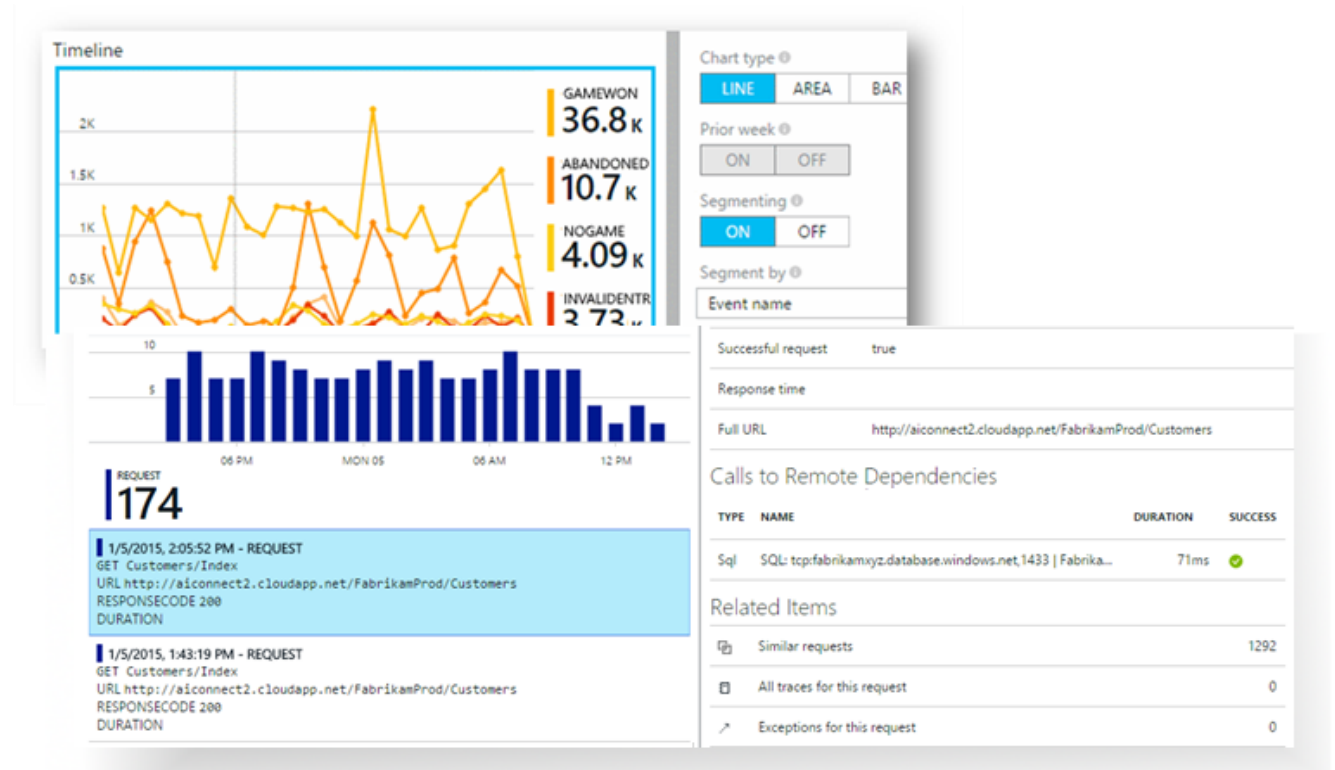 Timeline
2K
1.5K
1K
0.5K
GAMEWON
36.8 K
ABANDONED
10.7 K
NOGAME
4.09 K
INVALIDENTR
3.73 K
Chart type
LINE AREA BAR
Prior week
ON OFF
Segmenting
ON OFF
Segment by
Event name
10
5
06 PM MON 05 06 AM 12 PM
REQUEST
174
1/5/2015, 2:05:52 PM - REQUEST
GET Customers/Index
URL http://aiconnect2.cloudapp.net/FabrikamProd/Customers
RESPONSECODE 200
DURATION
1/5/2015, 1:43:19 PM - REQUEST
GET Customers/Index
URL http://aiconnect2.cloudapp.net/FabrikamProd/Customers
RESPONSECODE 200
DURATION
Successful request true
Response time
Full URL http://aiconnect2.cloudapp.net/FabrikamProd/Customers
Calls to Remote Dependencies
TYPE NAME DURATION SUCCESS
Sql SQL: tcp:fabrikamxyz.database.windows.net,1433 | Fabrika... 71ms
Related Items
Similar requests 1292
All traces for this request 0
Exceptions for this request 0